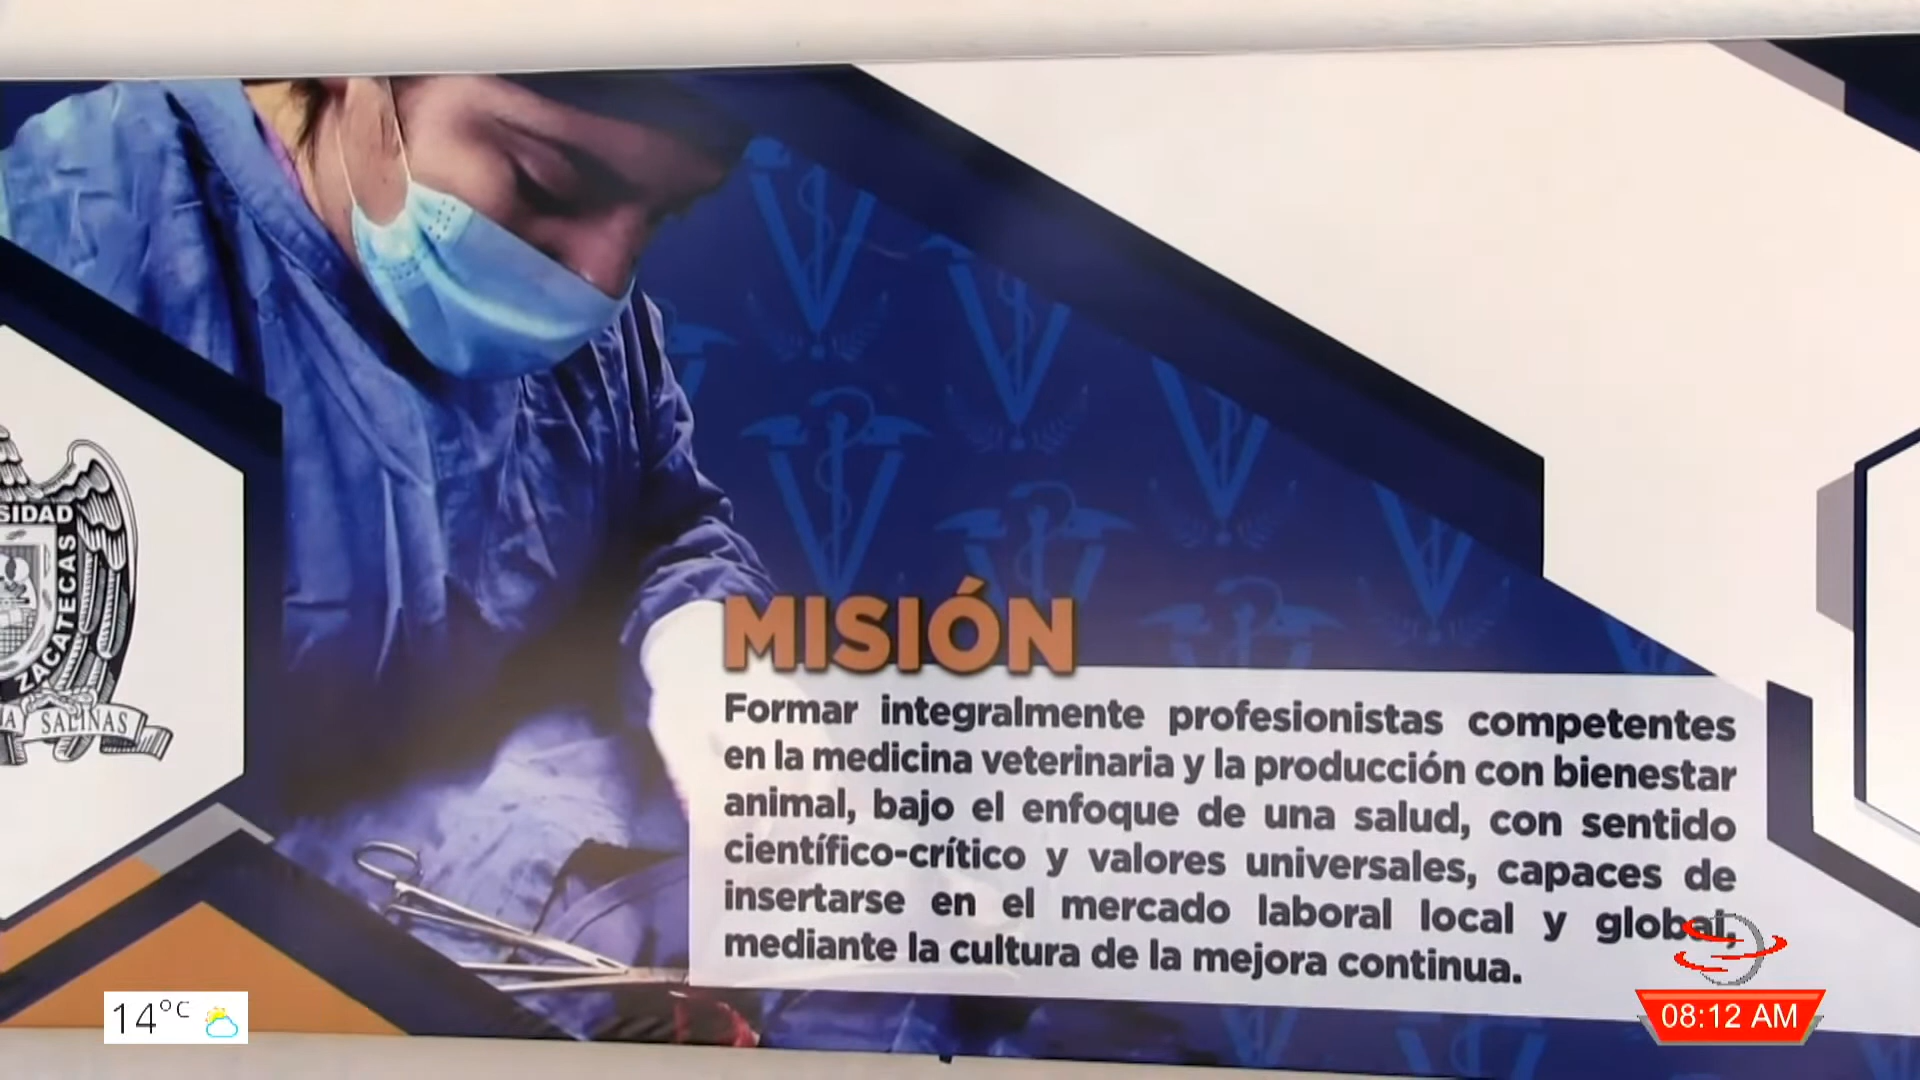 SIDAD
ZACATECAS
SALINAS
MISIÓN
Formar integralmente profesionistas competentes
en la medicina veterinaria y la producción con bienestar
animal, bajo el enfoque de una salud, con sentido
científico-crítico y valores universales, capaces de
insertarse en el mercado laboral local y global,
mediante la cultura de la mejora continua.
14°C
08:12 AM